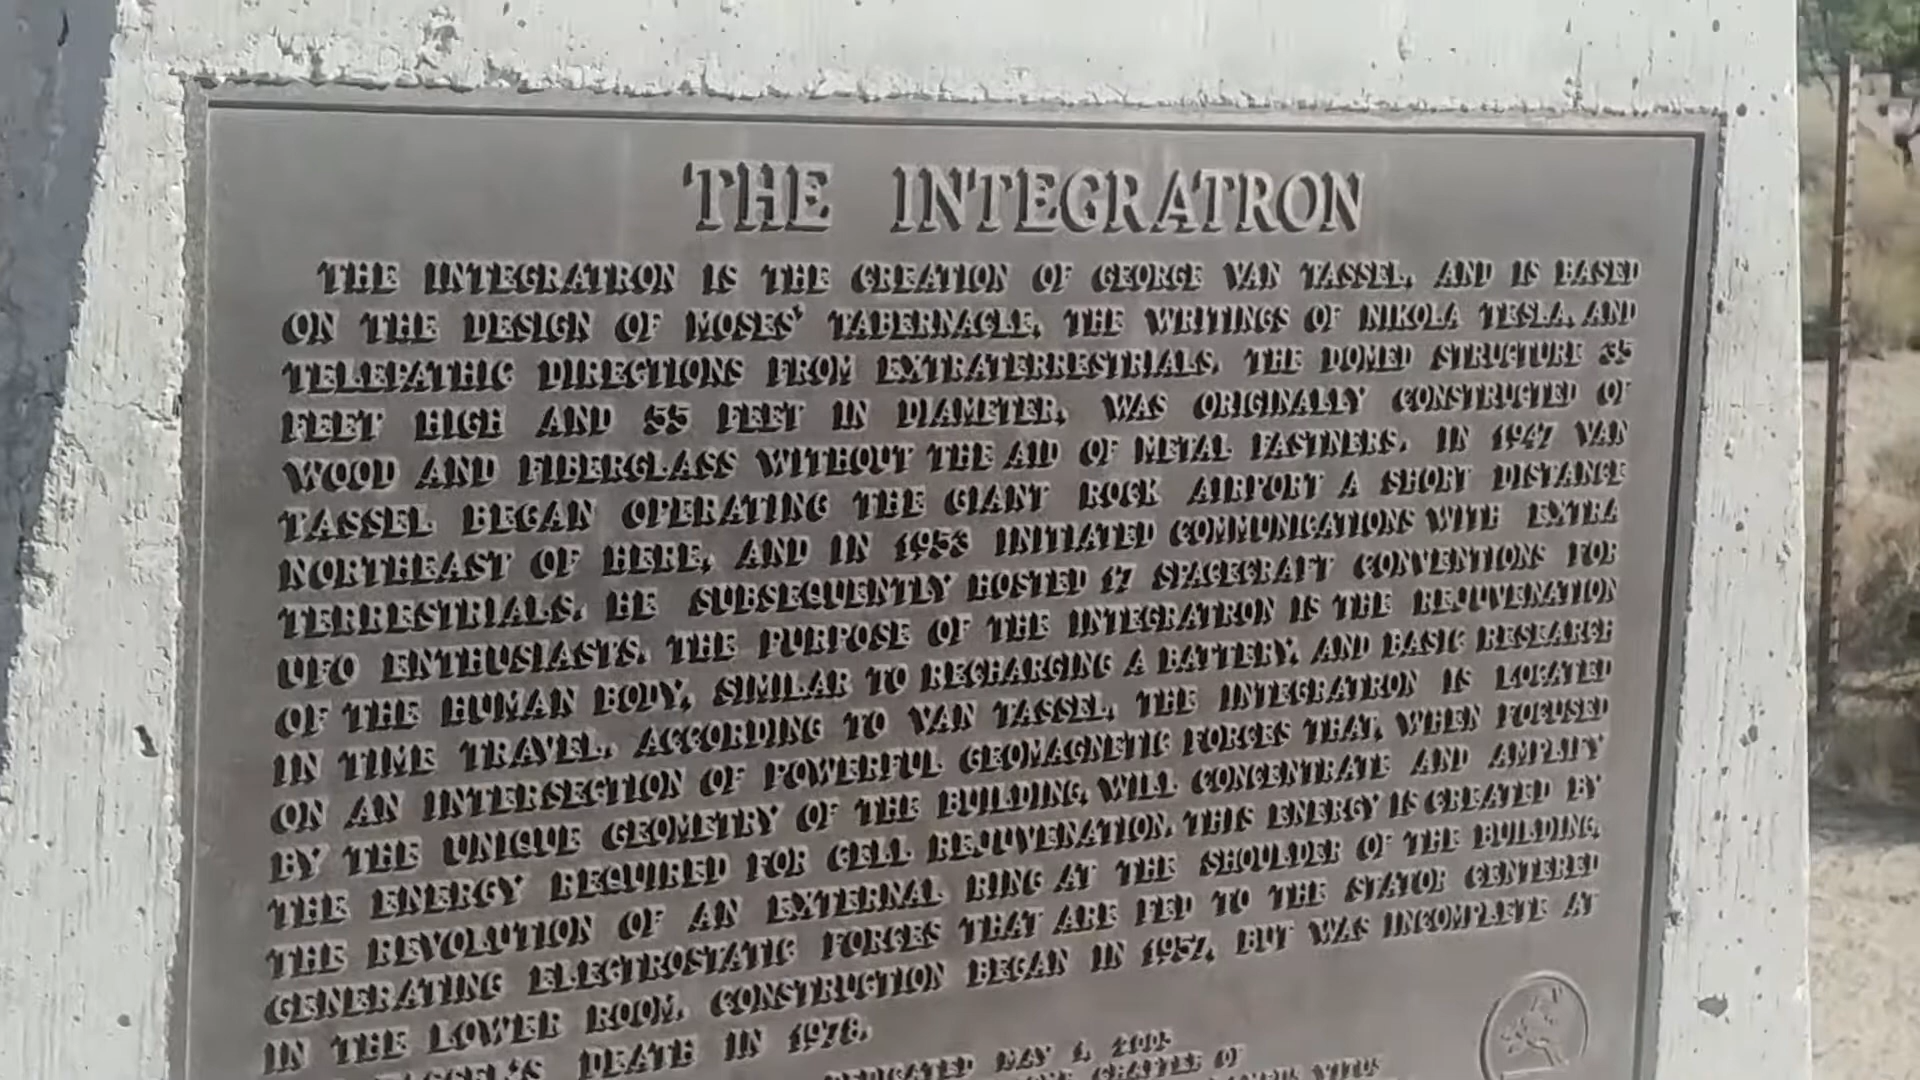 THE INTEGRATRON
THE INTEGRATRON IS THE CREATION OF GEORGE VAN TASSEL, AND IS BASED
ON THE DESIGN OF MOSES' TABERNACLE, THE WRITINGS OF NIKOLA TESLA, AND
TELEPATHIC DIRECTIONS FROM EXTRATERRESTRIALS. THE DOMED STRUCTURE 35
FEET HIGH AND 55 FEET IN DIAMETER, WAS ORIGINALLY CONSTRUCTED OF
WOOD AND FIBERGLASS WITHOUT THE AID OF METAL FASTNERS. IN 1947 VAN
TASSEL BEGAN OPERATING THE GIANT ROCK AIRPORT A SHORT DISTANCE
NORTHEAST OF HERE, AND IN 1953 INITIATED COMMUNICATIONS WITH EXTRA
TERRESTRIALS. HE SUBSEQUENTLY HOSTED 17 SPACECRAFT CONVENTIONS FOR
UFO ENTHUSIASTS. THE PURPOSE OF THE INTEGRATRON IS THE REJUVENATION
OF THE HUMAN BODY, SIMILAR TO RECHARGING A BATTERY, AND BASIC RESEARCH
IN TIME TRAVEL. ACCORDING TO VAN TASSEL, THE INTEGRATRON IS LOCATED
ON AN INTERSECTION OF POWERFUL GEOMAGNETIC FORCES THAT, WHEN FOCUSED
BY THE UNIQUE GEOMETRY OF THE BUILDING, WILL CONCENTRATE AND AMPLIFY
THE ENERGY REQUIRED FOR CELL REJUVENATION. THIS ENERGY IS CREATED BY
THE REVOLUTION OF AN EXTERNAL RING AT THE SHOULDER OF THE BUILDING,
GENERATING ELECTROSTATIC FORCES THAT ARE FED TO THE STATOR CENTERED
IN THE LOWER ROOM. CONSTRUCTION BEGAN IN 1957, BUT WAS INCOMPLETE AT
TASSEL'S DEATH IN 1978.
DEDICATED MAY 1, 2005
CHAPTER OF